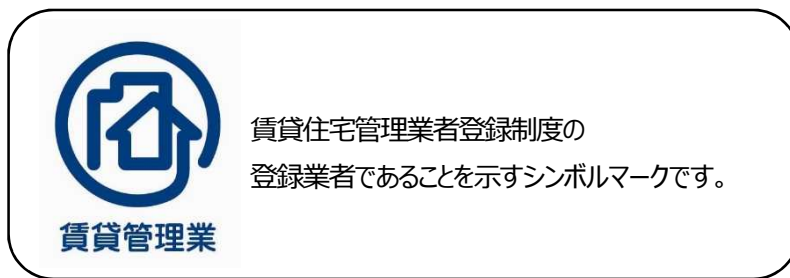 賃貸住宅管理業者登録制度の
登録業者であることを示すシンボルマークです。
賃貸管理業